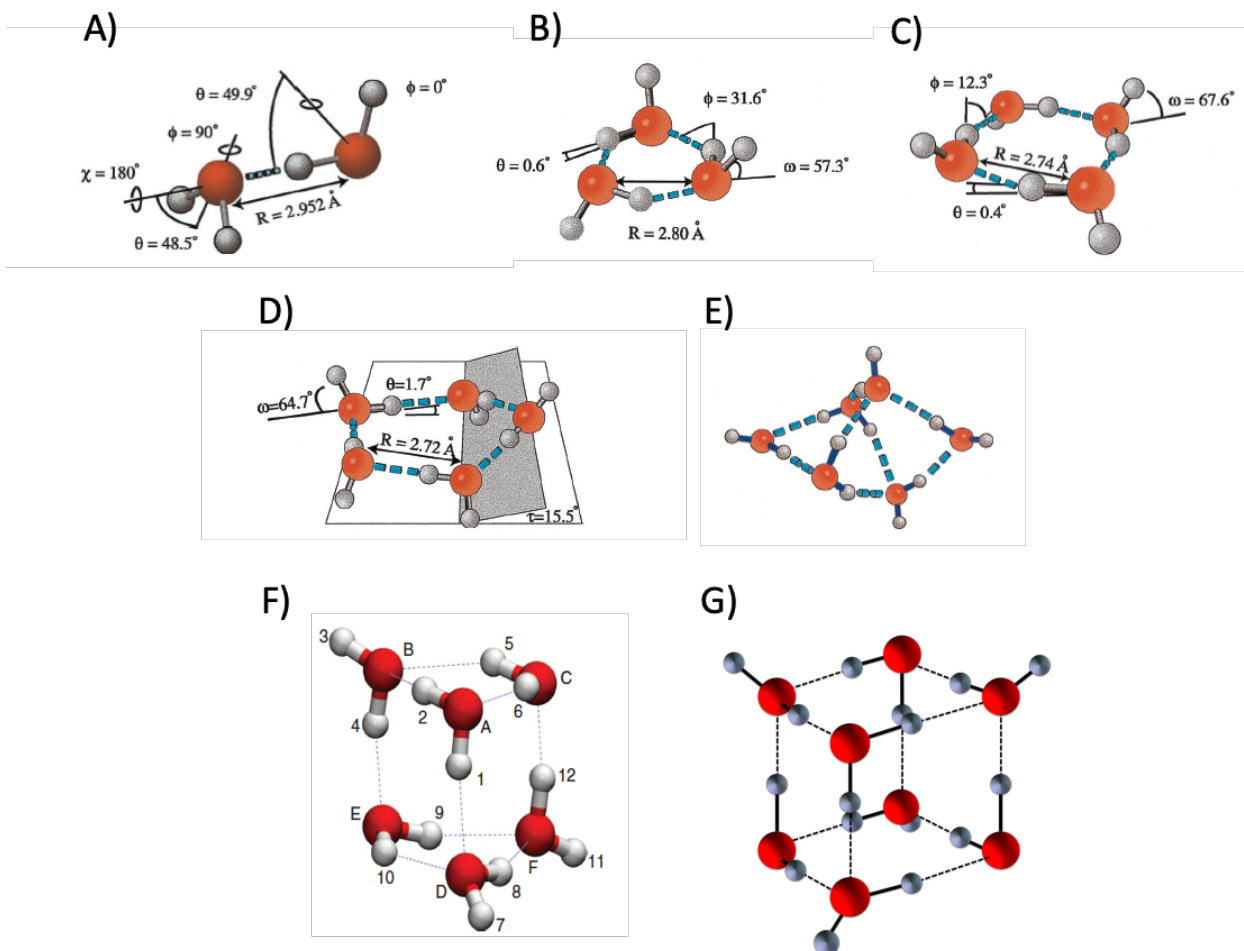 A)
θ = 49.9°
ϕ = 0°
ϕ = 90°
χ = 180°
R = 2.952 Å
θ = 48.5°
B)
ϕ = 31.6°
θ = 0.6°
ω = 57.3°
R = 2.80 Å
C)
ϕ = 12.3°
ω = 67.6°
R = 2.74 Å
θ = 0.4°
D)
θ=1.7°
ω=64.7°
R = 2.72 Å
τ=15.5°
E)
F)
3
B
5
C
4
2
A
6
1
12
E
9
F
11
10
D
8
7
G)